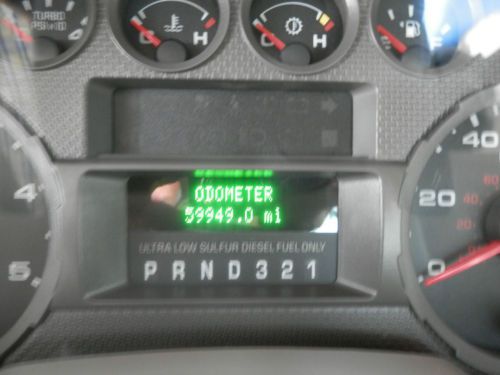 TURBO
C H
C H
ODOMETER
59949.0 mi
ULTRA LOW SULFUR DIESEL FUEL ONLY
P R N D 3 2 1
4
5
40
20
0